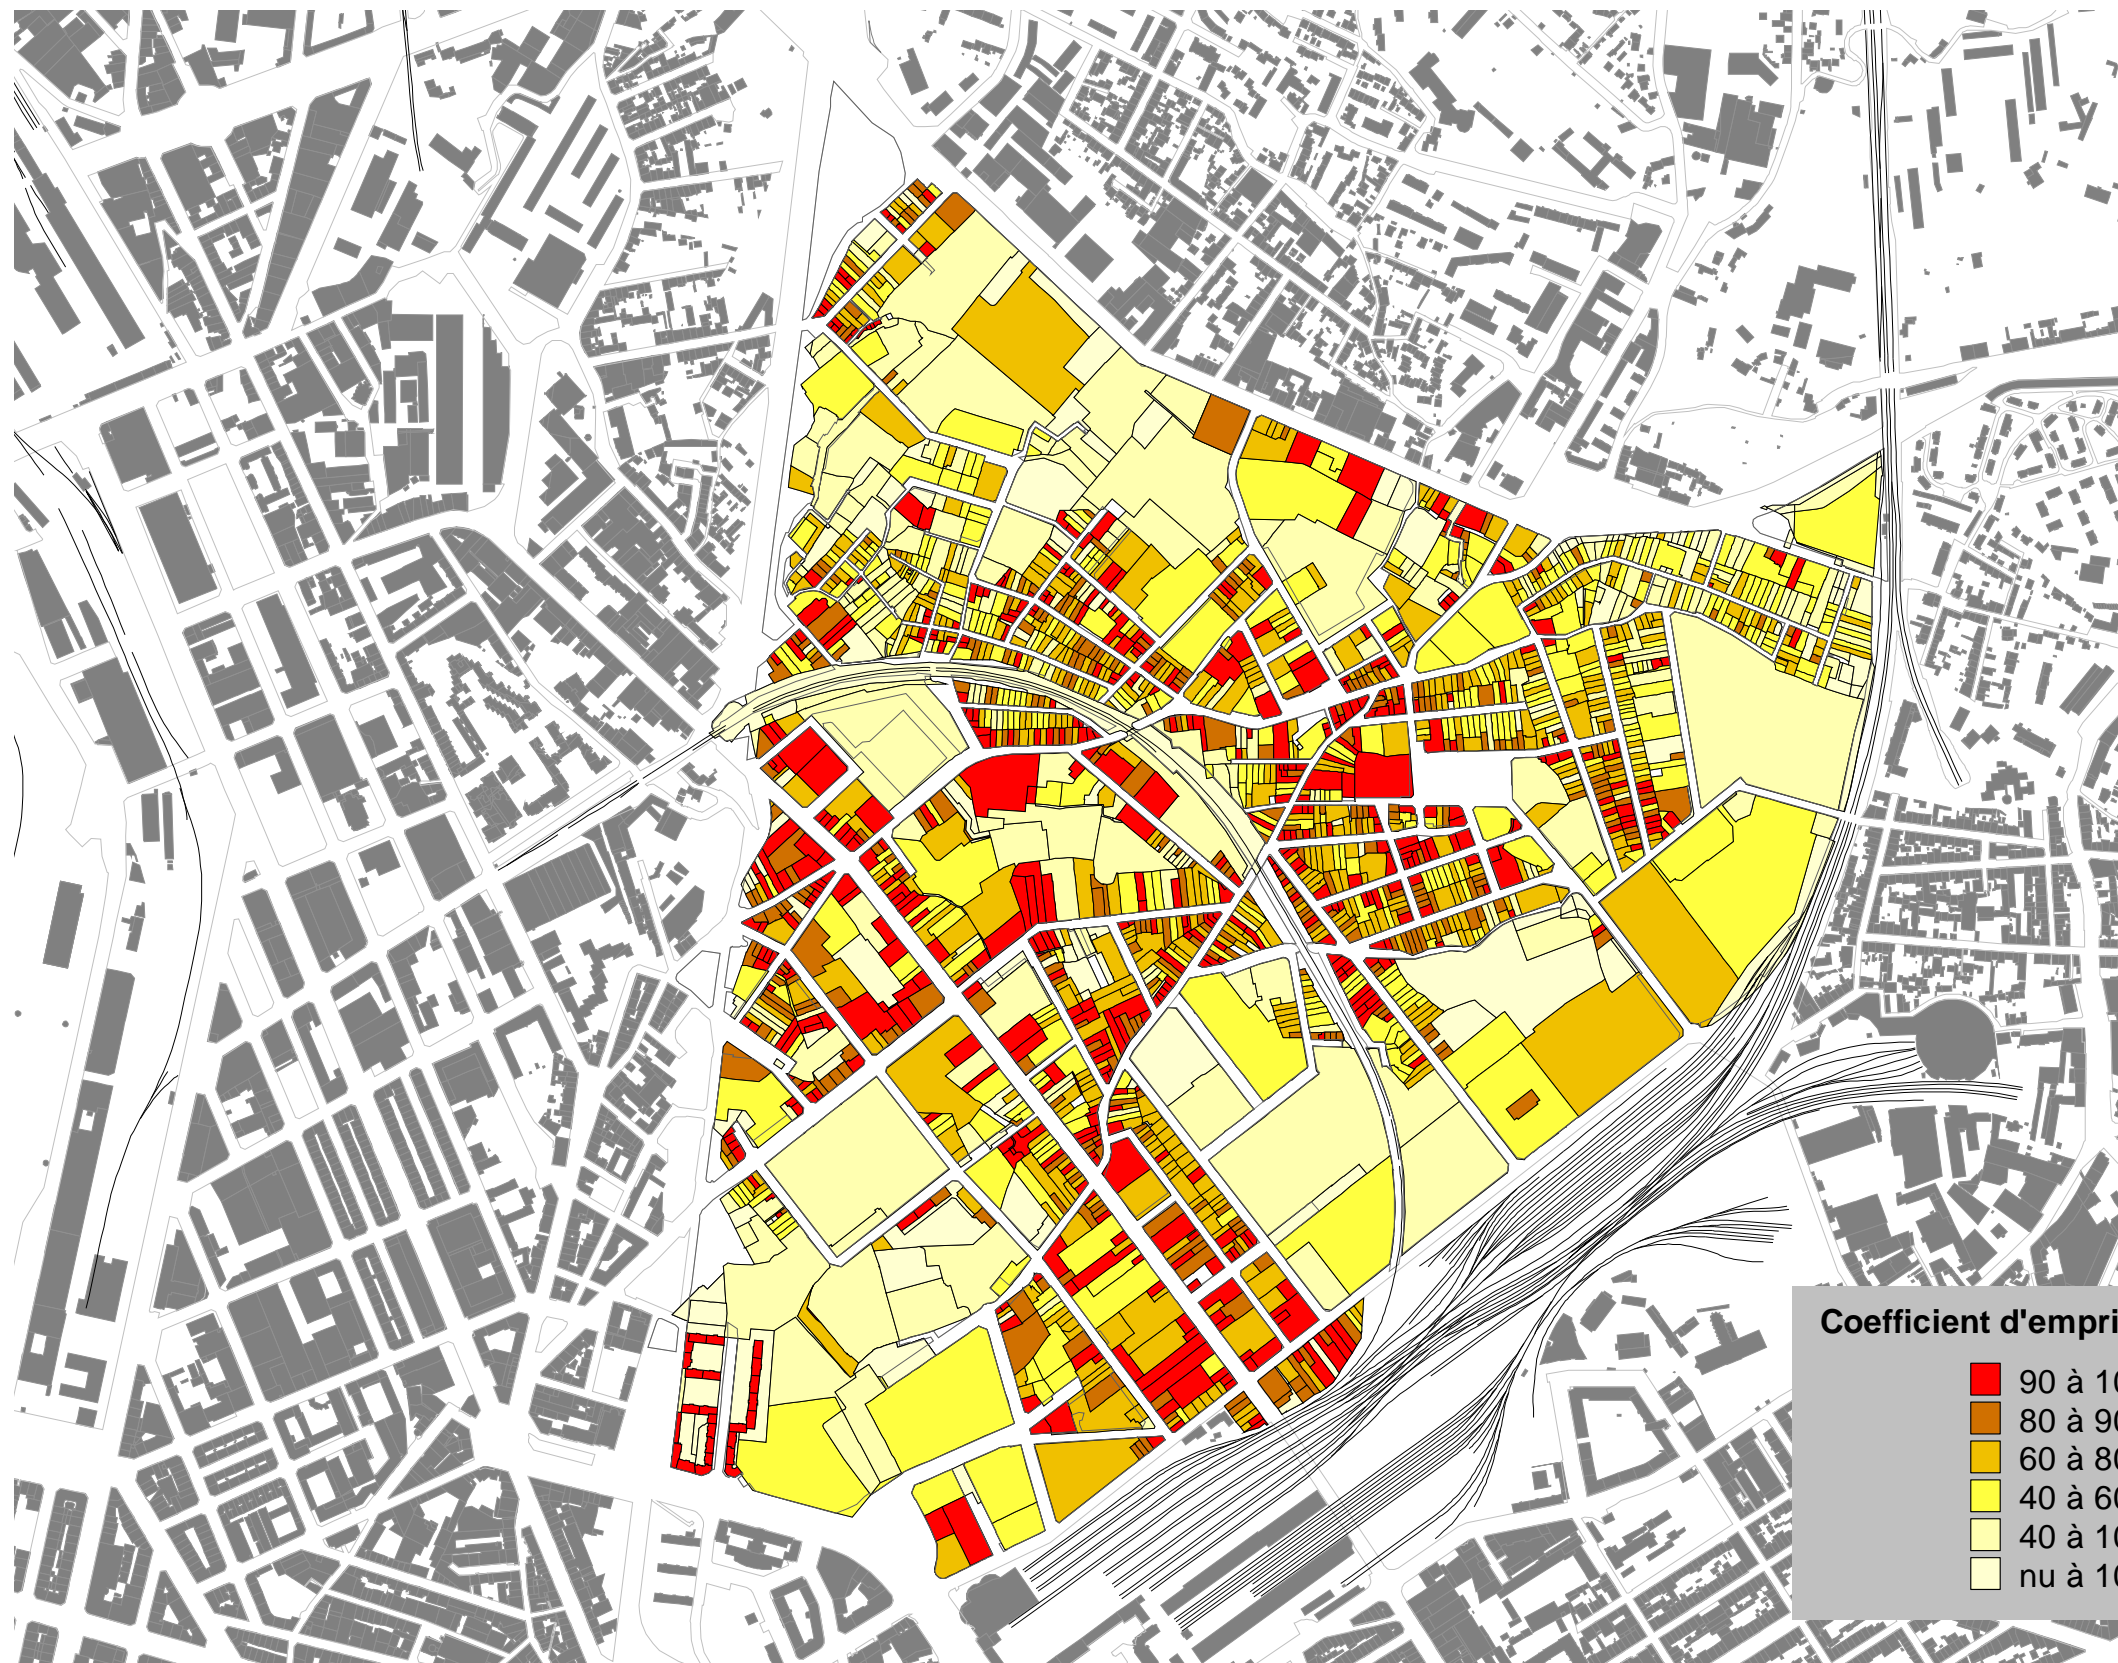 Coefficient d'empri
90 à 10
80 à 90
60 à 80
40 à 60
40 à 10
nu à 10